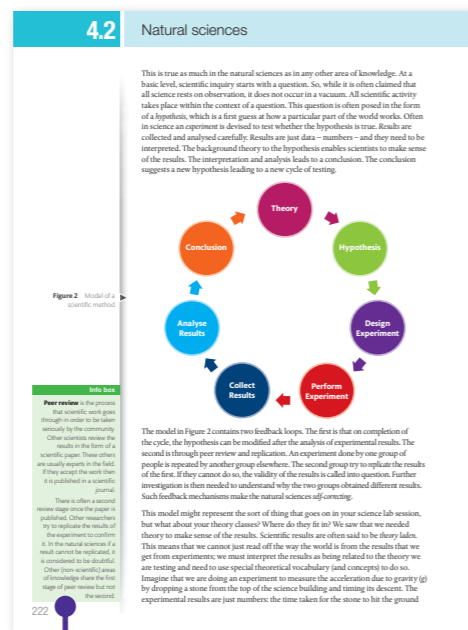 4.2
Natural sciences
This is true as much in the natural sciences as in any other area of knowledge. At a
basic level, scientific inquiry starts with a question. So, while it is often claimed that
all science rests on observation, it does not occur in a vacuum. All scientific activity
takes place within the context of a question. This question is often posed in the form
of a hypothesis, which is a first guess at how a particular part of the world works. Often
in science an experiment is devised to test whether the hypothesis is true. Results are
collected and analysed carefully. Results are just data – numbers – and they need to be
interpreted. The background theory to the hypothesis enables scientists to make sense
of the results. The interpretation and analysis leads to a conclusion. The conclusion
suggests a new hypothesis leading to a new cycle of testing.
Theory
Hypothesis
Design
Experiment
Perform
Experiment
Collect
Results
Analyse
Results
Conclusion
Figure 2 Model of a
scientific method
Info box
Peer review is the process
that scientific work goes
through in order to be taken
seriously by the community.
Other scientists review the
results in the form of a
scientific paper. These others
are usually experts in the field.
If they accept the work then
it is published in a scientific
journal.
There is often a second
review stage once the paper is
published. Other researchers
try to replicate the results of
the experiment to confirm
it. In the natural sciences if a
result cannot be replicated, it
is considered to be doubtful.
Other (non-scientific) areas
of knowledge share the first
stage of peer review but not
the second.
The model in Figure 2 contains two feedback loops. The first is that on completion of
the cycle, the hypothesis can be modified after the analysis of experimental results. The
second is through peer review and replication. An experiment done by one group of
people is repeated by another group elsewhere. The second group try to replicate the results
of the first. If they cannot do so, the validity of the results is called into question. Further
investigation is then needed to understand why the two groups obtained different results.
Such feedback mechanisms make the natural sciences self-correcting.
This model might represent the sort of thing that goes on in your science lab session,
but what about your theory classes? Where do they fit in? We saw that we needed
theory to make sense of the results. Scientific results are often said to be theory laden.
This means that we cannot just read off the way the world is from the results that we
get from experiments; we must interpret the results as being related to the theory we
are testing and need to use special theoretical vocabulary (and concepts) to do so.
Imagine that we are doing an experiment to measure the acceleration due to gravity (g)
by dropping a stone from the top of the science building and timing its descent. The
experimental results are just numbers: the time taken for the stone to hit the ground
222